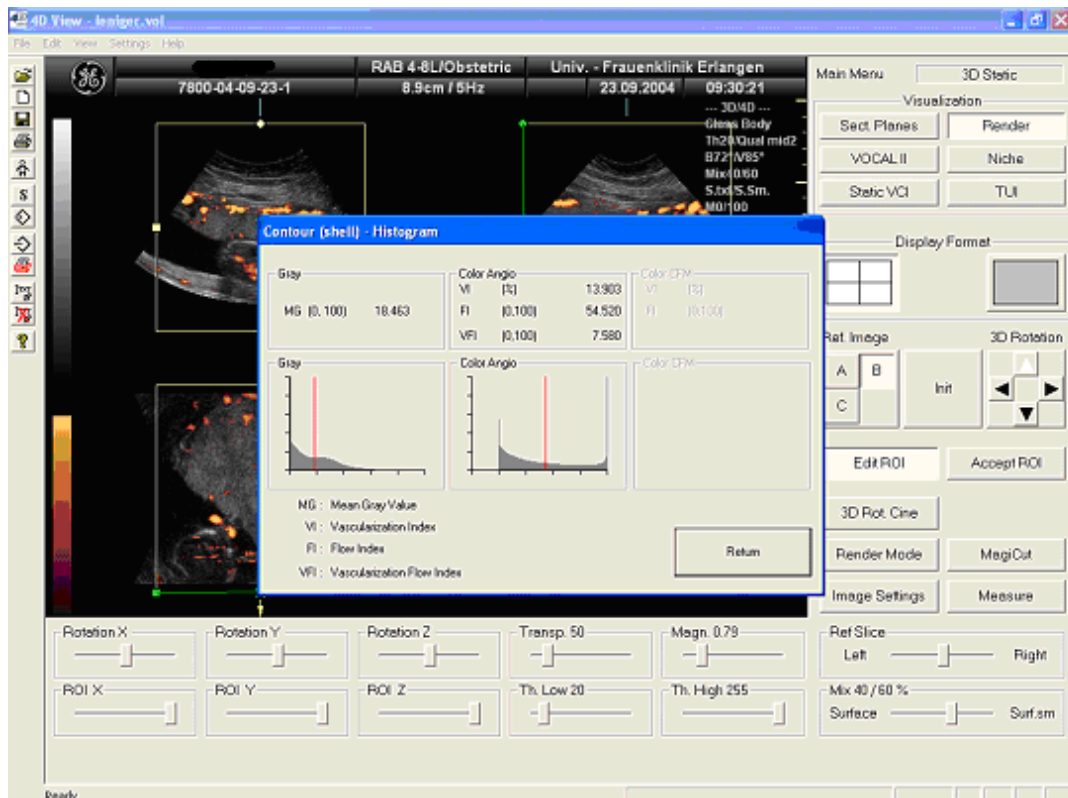 4D View - leniger.vol
File Edit View Settings Help
RAB 4-8L/Obstetric Univ. - Frauenklinik Erlangen
7800-04-09-23-1 8.9cm / 5Hz 23.09.2004 09:30:21
--- 3D/4D ---
Glass Body
Th20/Qual mid2
B72°/V85°
Mix40/60
S.txt/S.Sm.
Main Menu 3D Static
Visualization
Sect. Planes Render
VOCAL II Niche
Static VCI TUI
Display Format
Ref. Image 3D Rotation
A B
C
Init
Edit ROI Accept ROI
3D Rot. Cine
Render Mode MagiCut
Image Settings Measure
Contour (shell) - Histogram
Gray
MG (0, 100) 18.463
Color Angio
VI [%] 13.903
FI (0,100) 54.520
VFI (0,100) 7.580
Color CFM
VI [%]
FI (0,100)
Gray Color Angio Color CFM
MG : Mean Gray Value
VI : Vascularization Index
FI : Flow Index
VFI : Vascularization Flow Index
Return
Rotation X Rotation Y Rotation Z Transp. 50 Magn. 0.79
ROI X ROI Y ROI Z Th. Low 20 Th. High 255
Ref Slice
Left Right
Mix 40 / 60 %
Surface Surf.sm
Ready